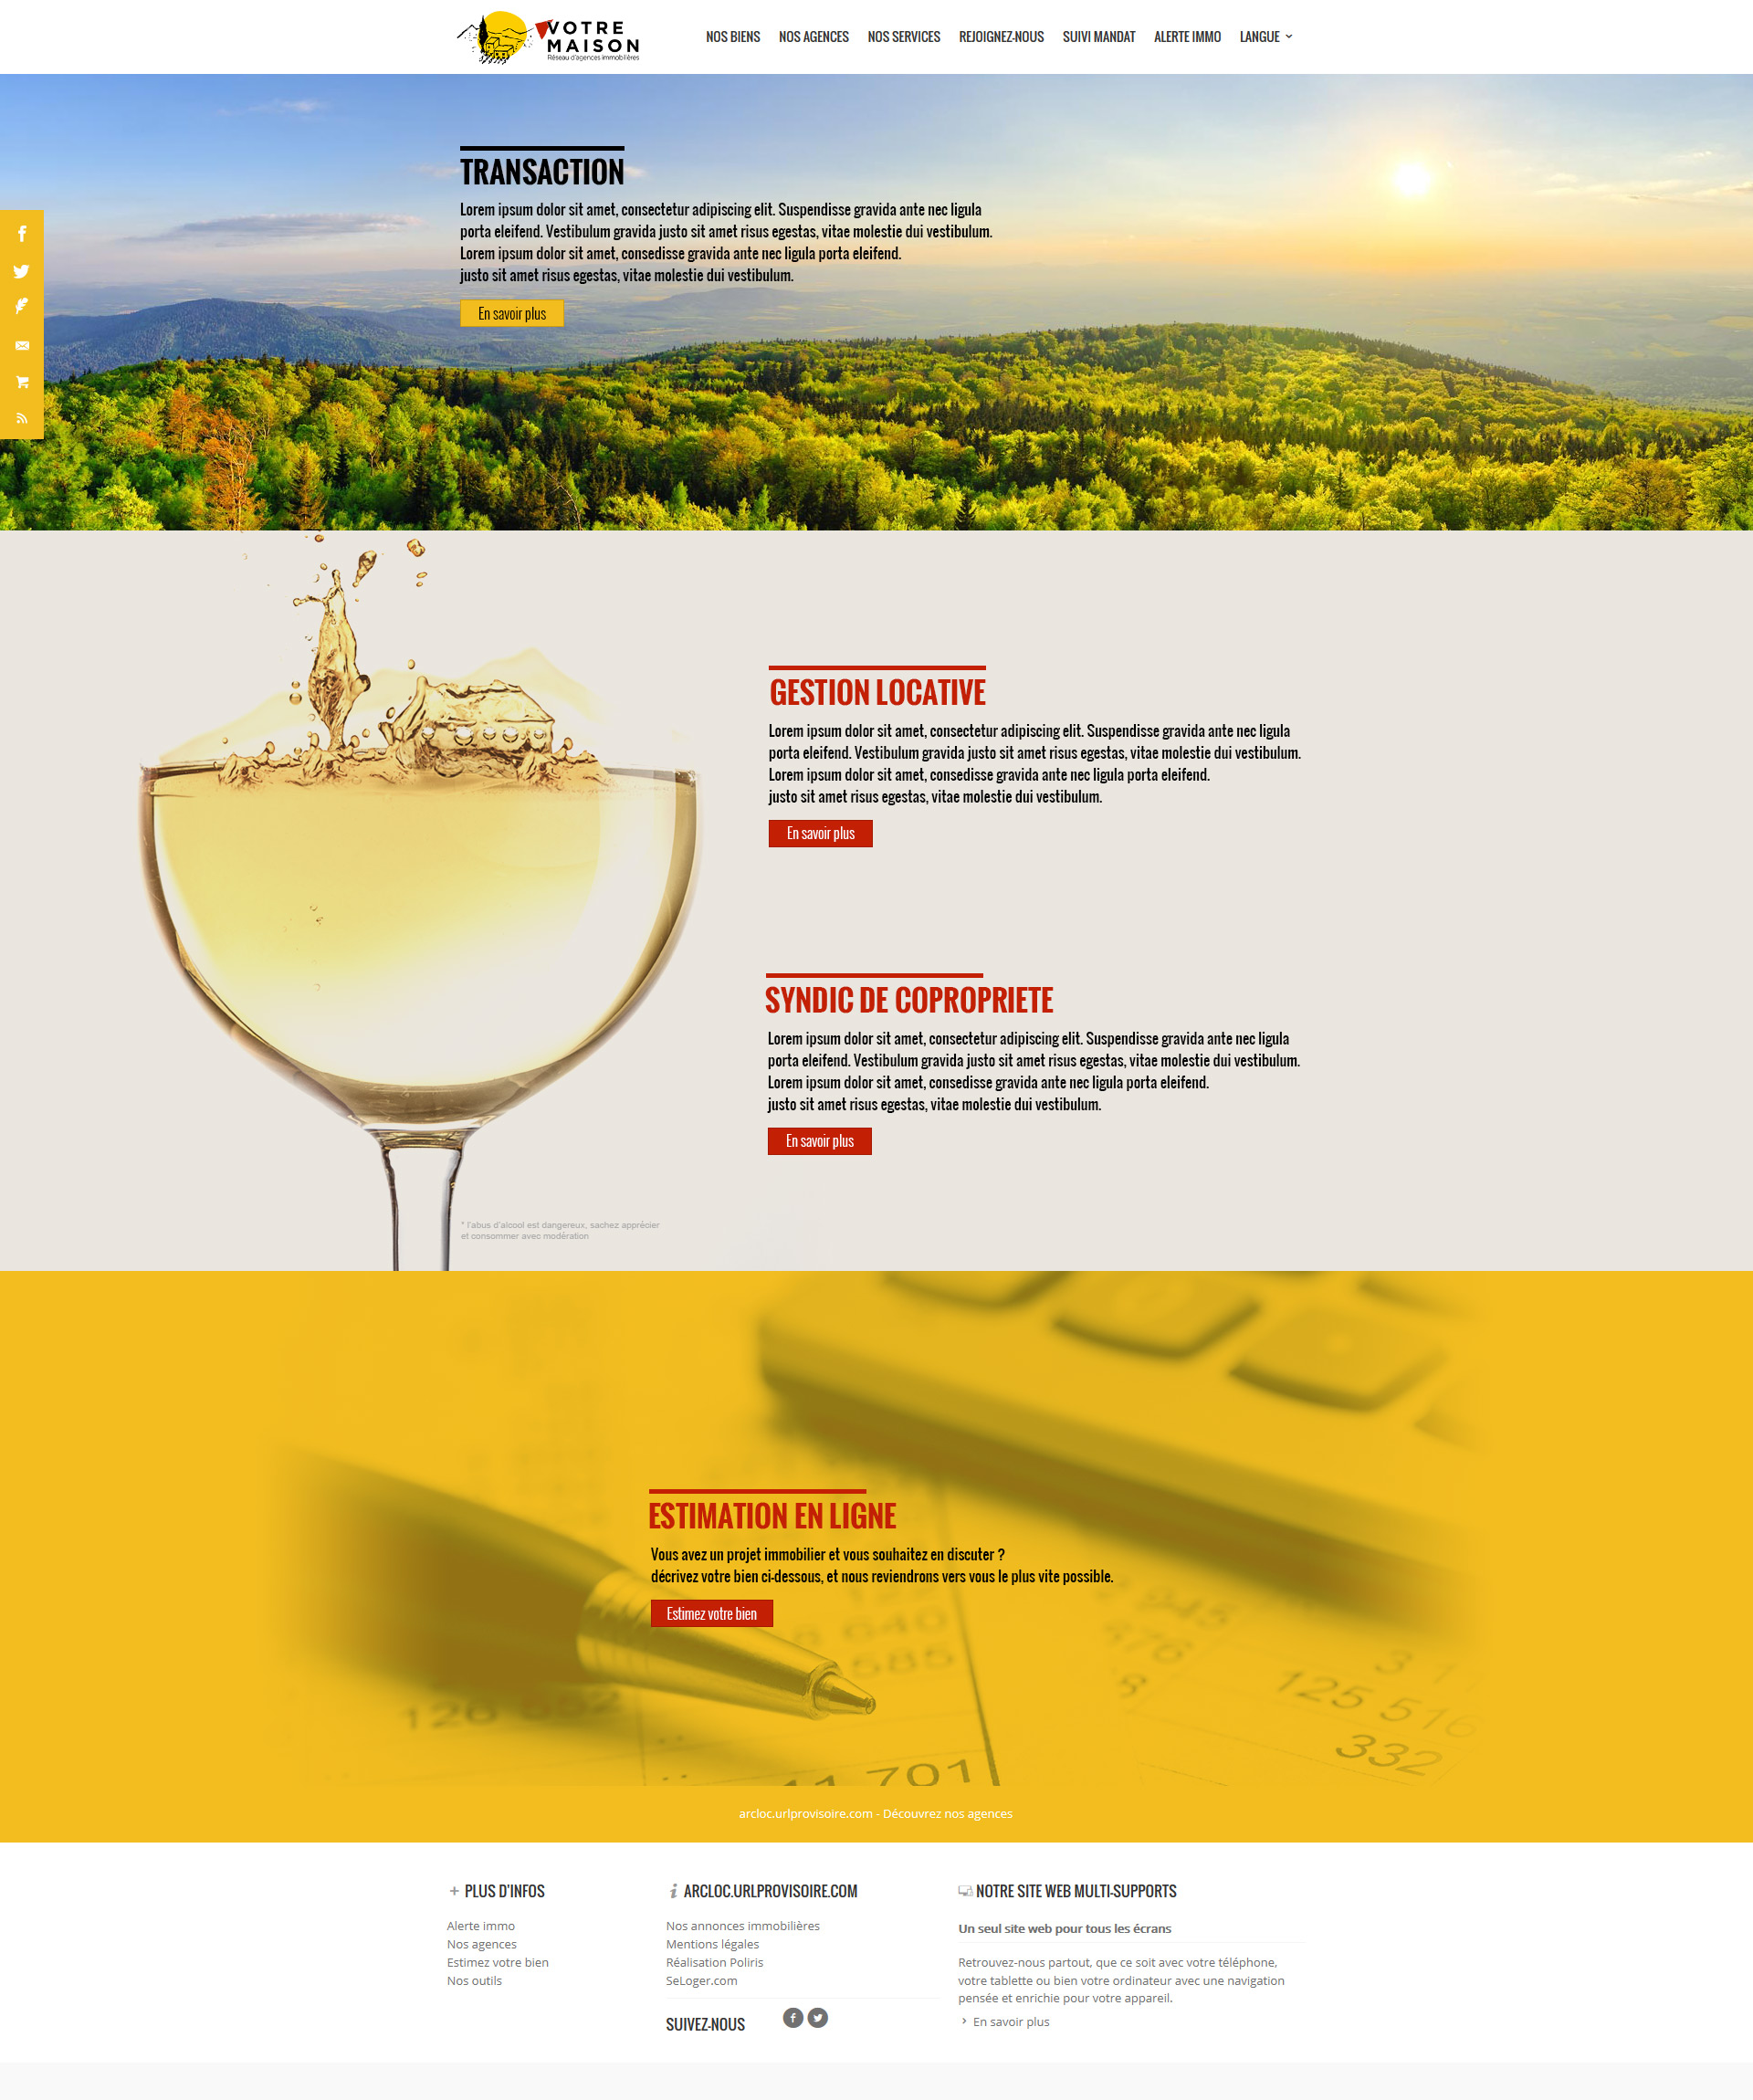 VOTRE
MAISON
Réseau d'agences immobilières
NOS BIENS NOS AGENCES NOS SERVICES REJOIGNEZ-NOUS SUIVI MANDAT ALERTE IMMO LANGUE
TRANSACTION
Lorem ipsum dolor sit amet, consectetur adipiscing elit. Suspendisse gravida ante nec ligula
porta eleifend. Vestibulum gravida justo sit amet risus egestas, vitae molestie dui vestibulum.
Lorem ipsum dolor sit amet, consedisse gravida ante nec ligula porta eleifend.
justo sit amet risus egestas, vitae molestie dui vestibulum.
En savoir plus
GESTION LOCATIVE
Lorem ipsum dolor sit amet, consectetur adipiscing elit. Suspendisse gravida ante nec ligula
porta eleifend. Vestibulum gravida justo sit amet risus egestas, vitae molestie dui vestibulum.
Lorem ipsum dolor sit amet, consedisse gravida ante nec ligula porta eleifend.
justo sit amet risus egestas, vitae molestie dui vestibulum.
En savoir plus
SYNDIC DE COPROPRIETE
Lorem ipsum dolor sit amet, consectetur adipiscing elit. Suspendisse gravida ante nec ligula
porta eleifend. Vestibulum gravida justo sit amet risus egestas, vitae molestie dui vestibulum.
Lorem ipsum dolor sit amet, consedisse gravida ante nec ligula porta eleifend.
justo sit amet risus egestas, vitae molestie dui vestibulum.
En savoir plus
* l'abus d'alcool est dangereux, sachez apprécier
et consommer avec modération
ESTIMATION EN LIGNE
Vous avez un projet immobilier et vous souhaitez en discuter ?
décrivez votre bien ci-dessous, et nous reviendrons vers vous le plus vite possible.
Estimez votre bien
945
640
585
125 516
332
701
arcloc.urlprovisoire.com - Découvrez nos agences
PLUS D'INFOS
Alerte immo
Nos agences
Estimez votre bien
Nos outils
ARCLOC.URLPROVISOIRE.COM
Nos annonces immobilières
Mentions légales
Réalisation Poliris
SeLoger.com
SUIVEZ-NOUS
NOTRE SITE WEB MULTI-SUPPORTS
Un seul site web pour tous les écrans
Retrouvez-nous partout, que ce soit avec votre téléphone,
votre tablette ou bien votre ordinateur avec une navigation
pensée et enrichie pour votre appareil.
En savoir plus